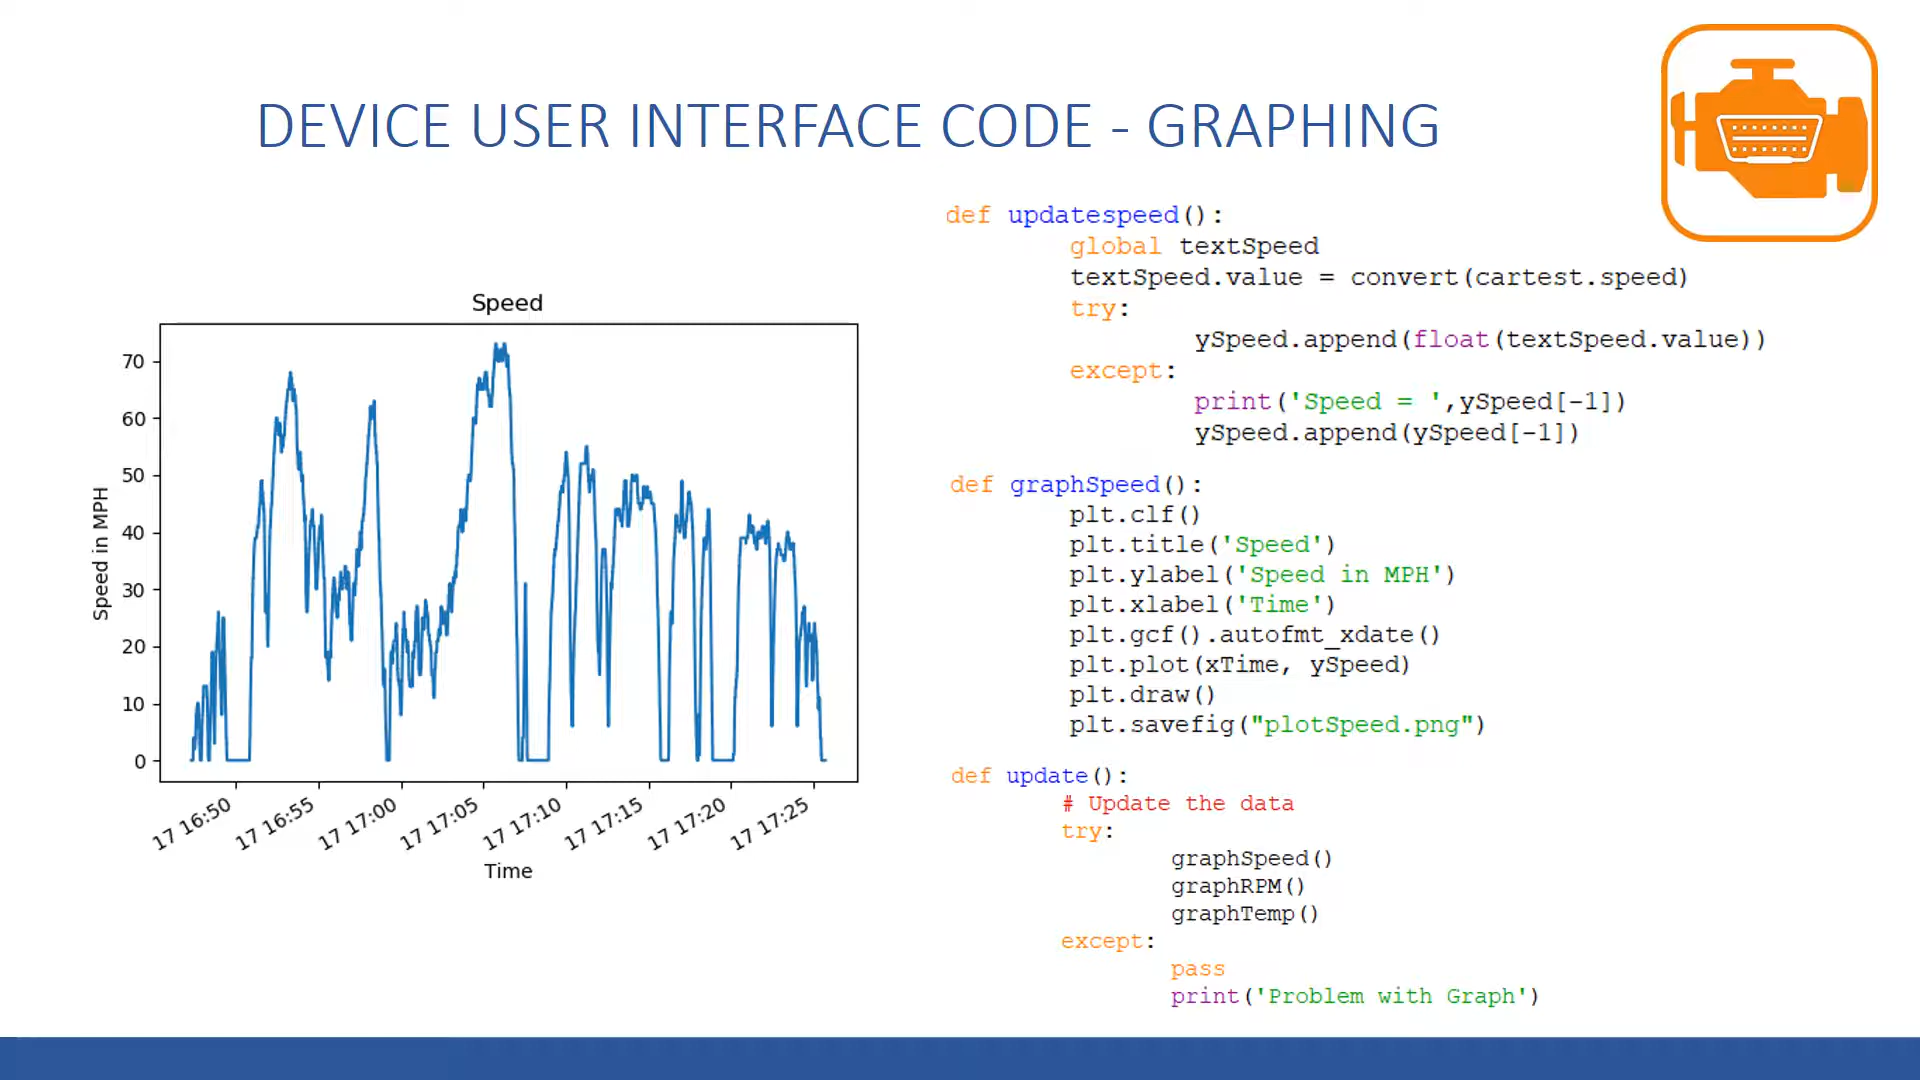 DEVICE USER INTERFACE CODE - GRAPHING
Speed
70
60
50
40
30
20
10
0
Speed in MPH
17 16:50
17 16:55
17 17:00
17 17:05
17 17:10
17 17:15
17 17:20
17 17:25
Time
def updatespeed():
global textSpeed
textSpeed.value = convert(cartest.speed)
try:
ySpeed.append(float(textSpeed.value))
except:
print('Speed = ',ySpeed[-1])
ySpeed.append(ySpeed[-1])
def graphSpeed():
plt.clf()
plt.title('Speed')
plt.ylabel('Speed in MPH')
plt.xlabel('Time')
plt.gcf().autofmt_xdate()
plt.plot(xTime, ySpeed)
plt.draw()
plt.savefig("plotSpeed.png")
def update():
# Update the data
try:
graphSpeed()
graphRPM()
graphTemp()
except:
pass
print('Problem with Graph')